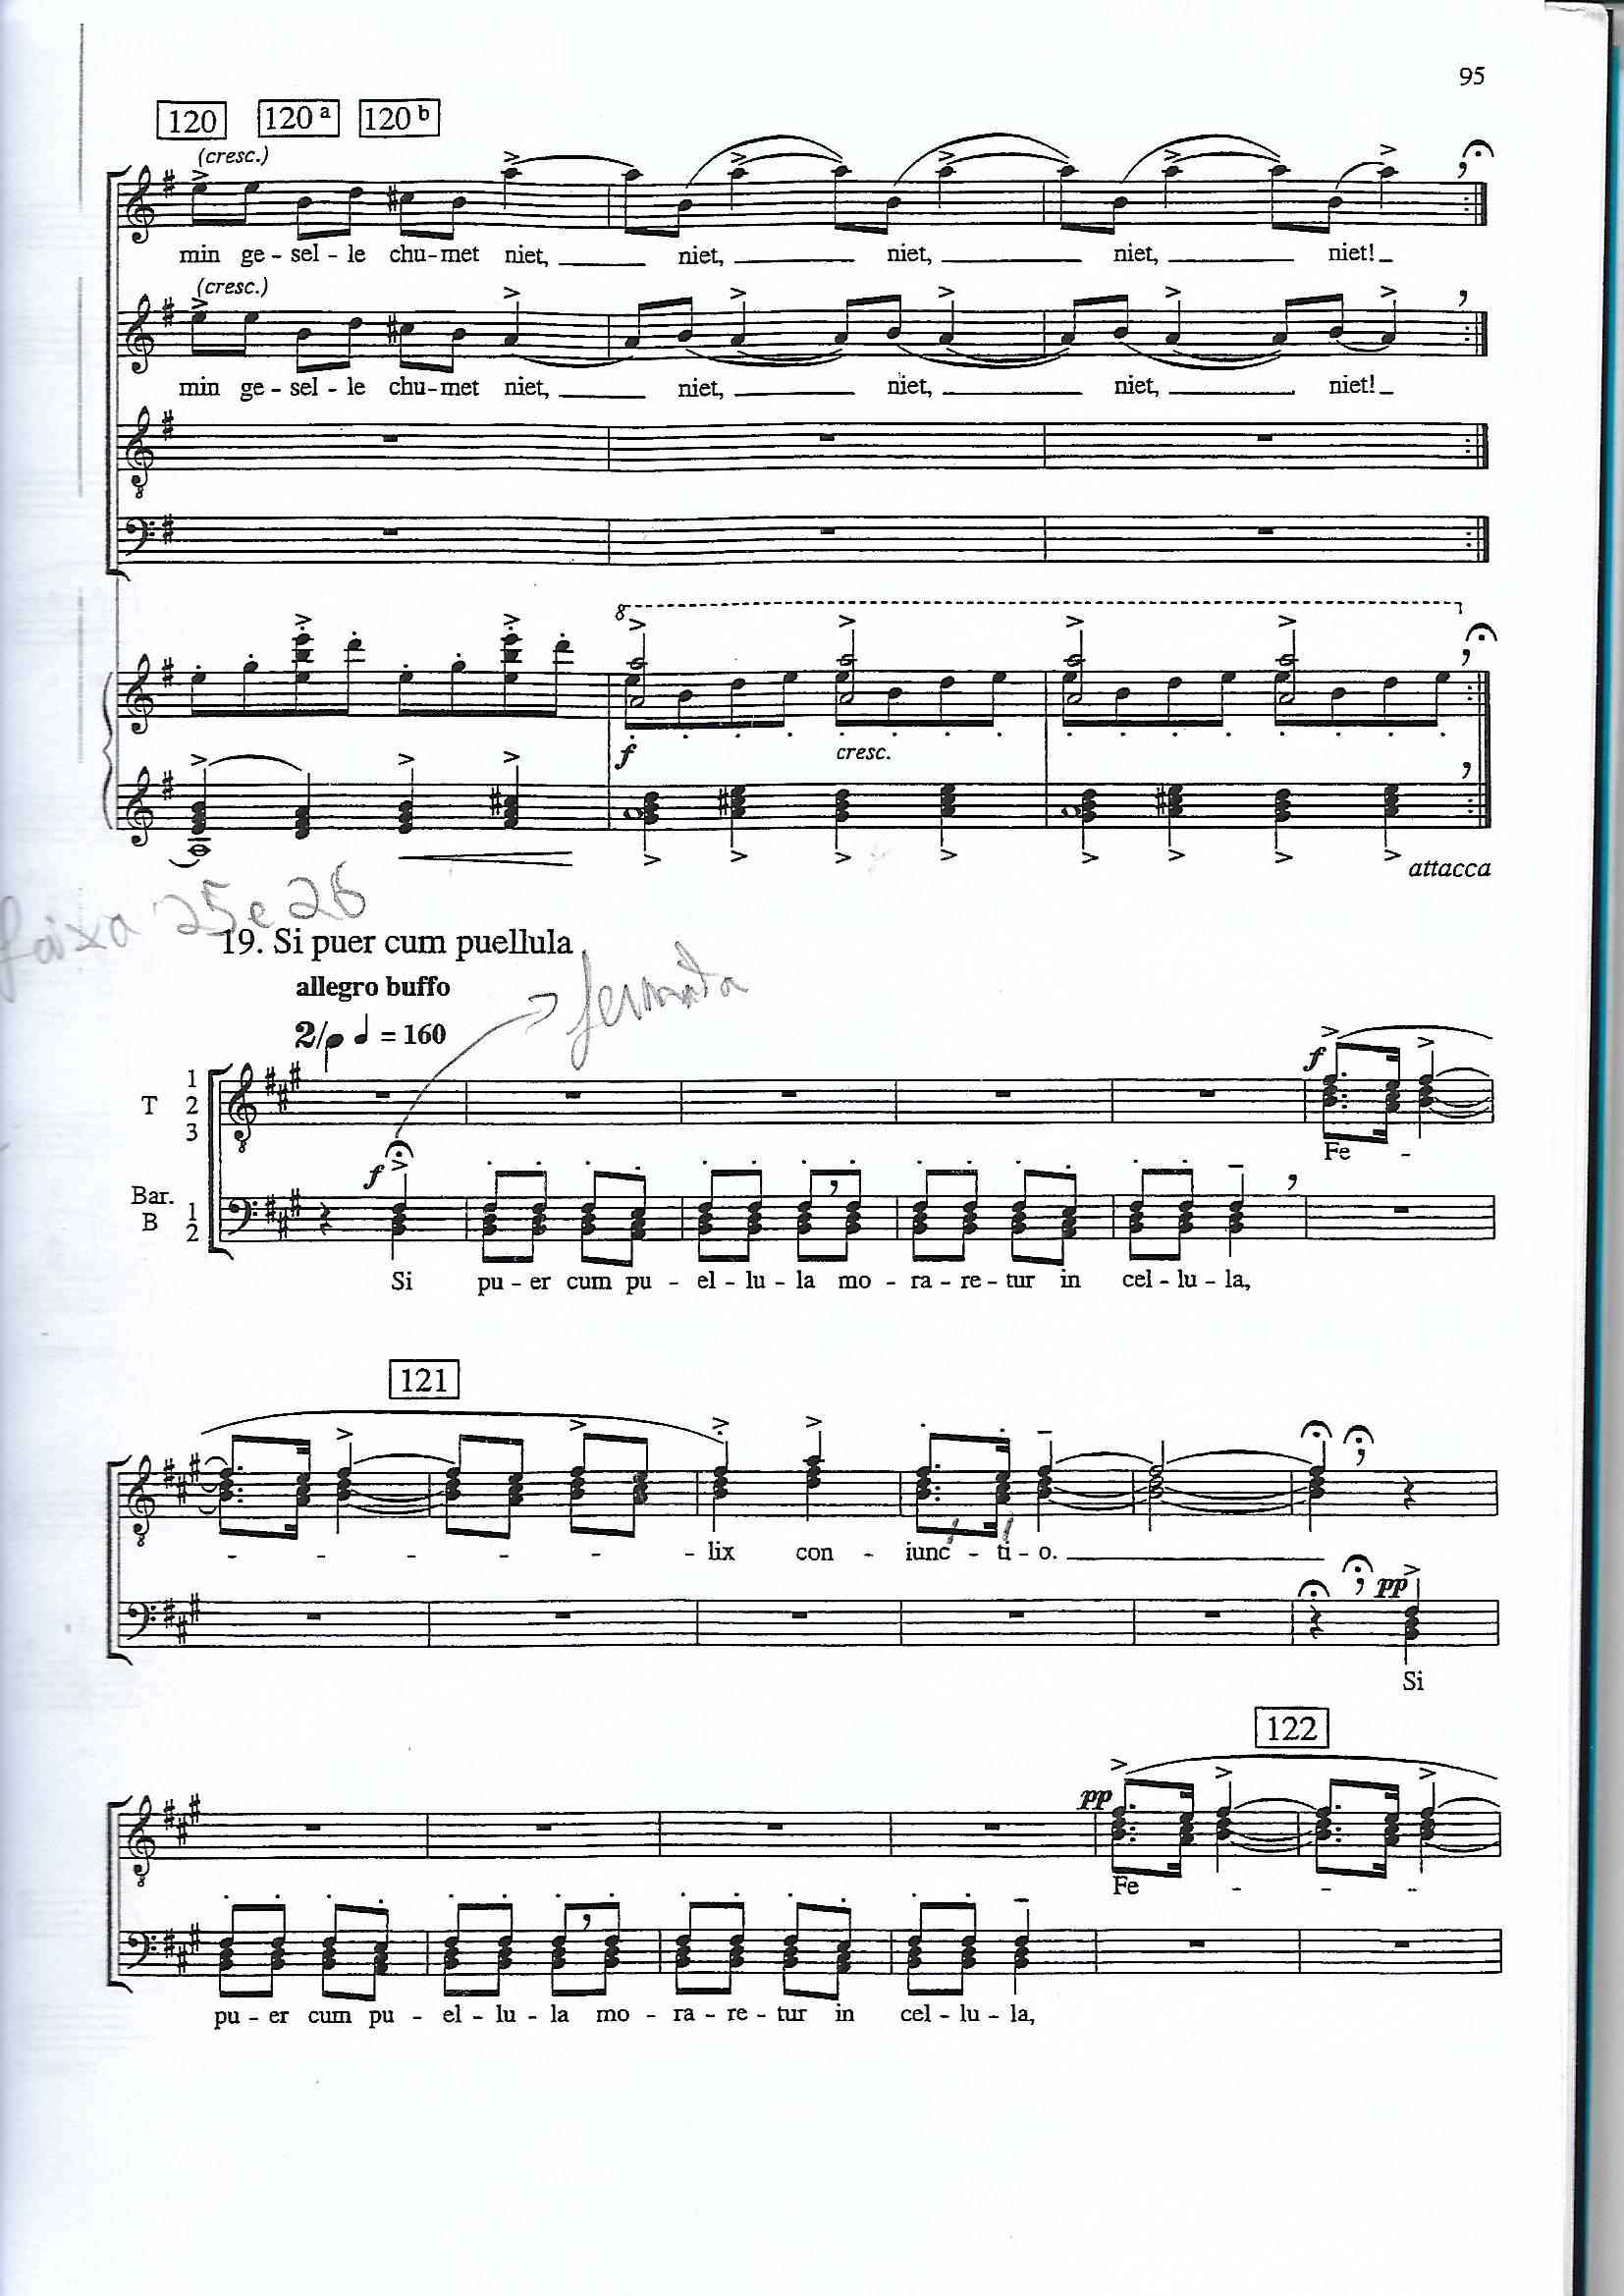 95
120 120 a 120 b
(cresc.)
min ge - sel - le chu - met niet, niet, niet, niet, niet!
(cresc.)
min ge - sel - le chu - met niet, niet, niet, niet, niet!
8
f cresc.
attacca
faixa 25 e 26
19. Si puer cum puellula
fermata
allegro buffo
2/ = 160
T 1 2 3
f
Fe -
Bar. B 1 2
f
Si pu - er cum pu - el - lu - la mo - ra - re - tur in cel - lu - la,
121
- - - - - lix con - iunc - ti - o.
pp
Si
122
pp
Fe - - -
pu - er cum pu - el - lu - la mo - ra - re - tur in cel - lu - la,